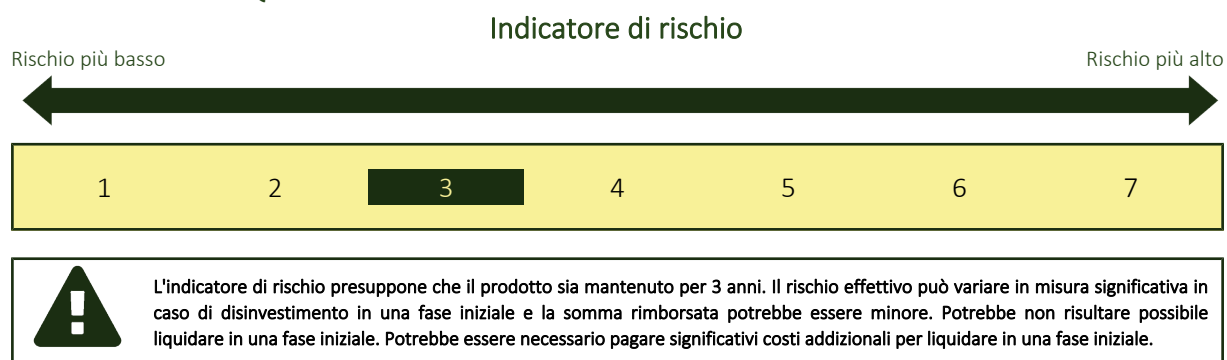 Indicatore di rischio
Rischio più basso
Rischio più alto
1 2 3 4 5 6 7
L'indicatore di rischio presuppone che il prodotto sia mantenuto per 3 anni. Il rischio effettivo può variare in misura significativa in
caso di disinvestimento in una fase iniziale e la somma rimborsata potrebbe essere minore. Potrebbe non risultare possibile
liquidare in una fase iniziale. Potrebbe essere necessario pagare significativi costi addizionali per liquidare in una fase iniziale.